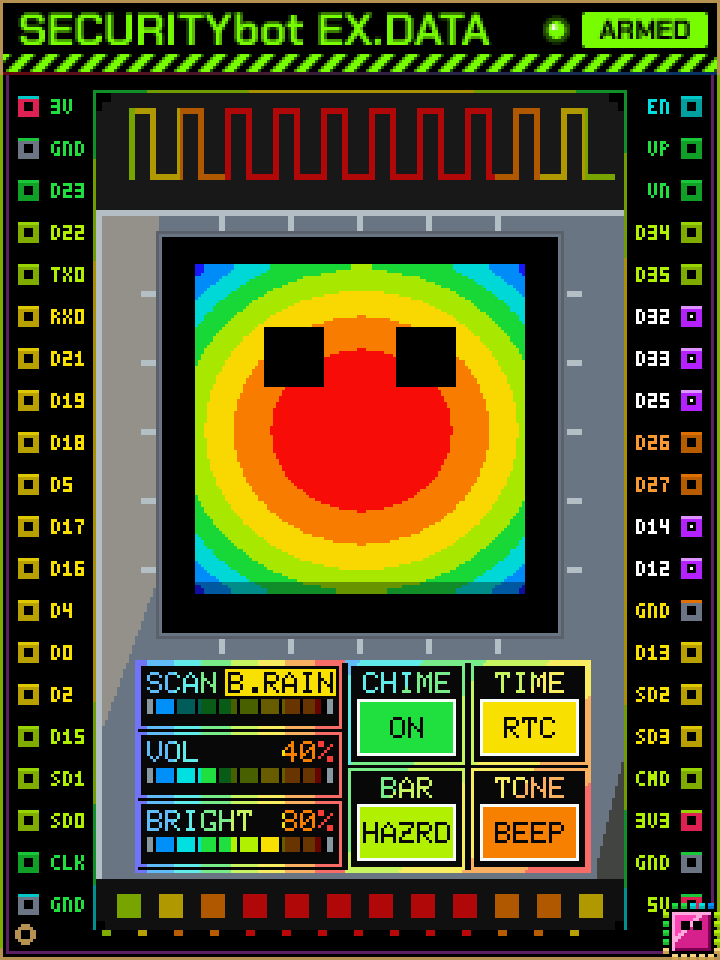 SECURITYbot EX.DATA ARMED
3V EN
GND VP
D23 VN
D22 D34
TX0 D35
RX0 D32
D21 D33
D19 D25
D18 D26
D5 D27
D17 D14
D16 D12
D4 GND
D0 D13
D2 SD2
D15 SD3
SD1 CMD
SD0 3V3
CLK GND
GND 5V
SCAN B.RAIN
VOL 40%
BRIGHT 80%
CHIME
ON
TIME
RTC
BAR
HAZRD
TONE
BEEP